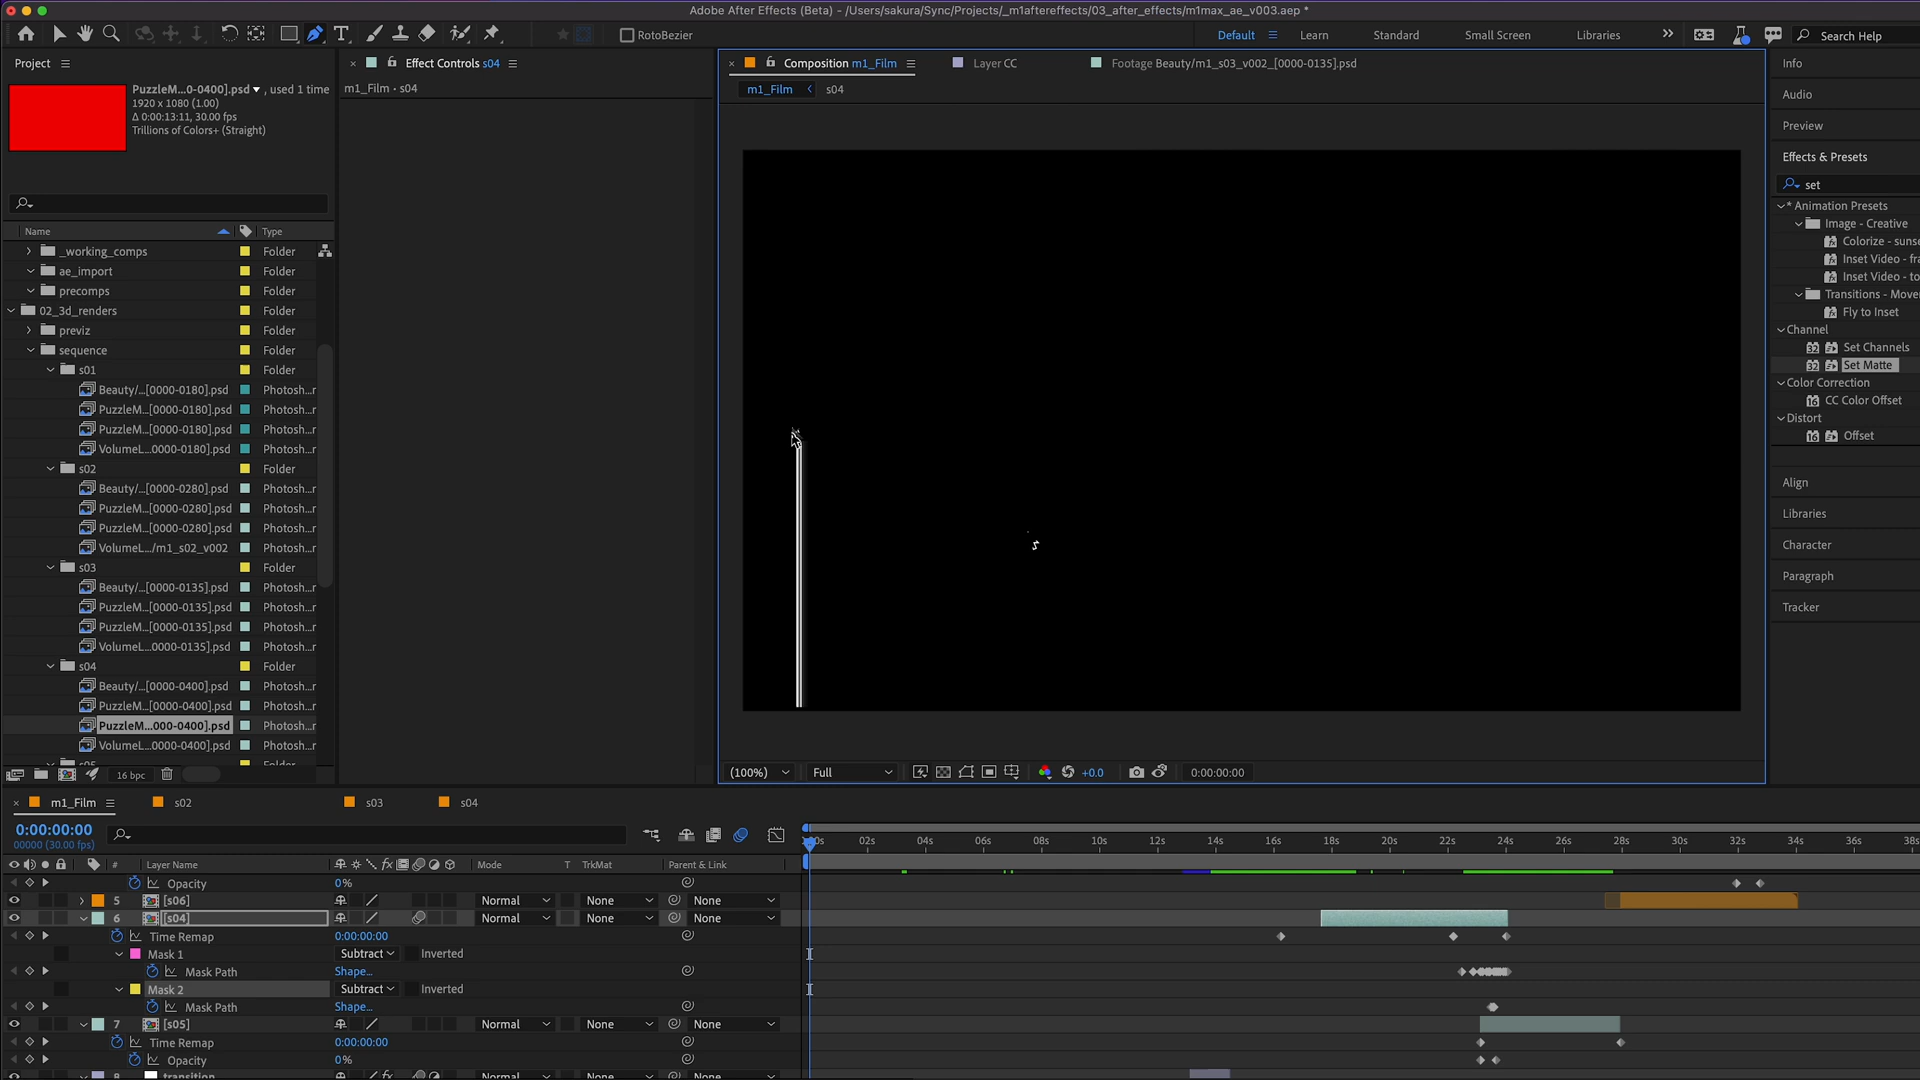 Adobe After Effects (Beta) - /Users/sakura/Sync/Projects/_m1aftereffects/03_after_effects/m1max_ae_v003.aep *
RotoBezier
Default
Learn
Standard
Small Screen
Libraries
Search Help
Project
PuzzleM...0-0400].psd, used 1 time
1920 x 1080 (1.00)
Δ 0:00:13:11, 30.00 fps
Trillions of Colors+ (Straight)
Name Type
_working_comps Folder
ae_import Folder
precomps Folder
02_3d_renders Folder
previz Folder
sequence Folder
s01 Folder
Beauty/...[0000-0180].psd Photosh...r
PuzzleM...[0000-0180].psd Photosh...r
PuzzleM...[0000-0180].psd Photosh...r
VolumeL...0000-0180].psd Photosh...r
s02 Folder
Beauty/...[0000-0280].psd Photosh...r
PuzzleM...[0000-0280].psd Photosh...r
PuzzleM...[0000-0280].psd Photosh...r
VolumeL.../m1_s02_v002 Photosh...r
s03 Folder
Beauty/...[0000-0135].psd Photosh...r
PuzzleM...[0000-0135].psd Photosh...r
PuzzleM...[0000-0135].psd Photosh...r
VolumeL...0000-0135].psd Photosh...r
s04 Folder
Beauty/...[0000-0400].psd Photosh...r
PuzzleM...[0000-0400].psd Photosh...r
PuzzleM...000-0400].psd Photosh...r
VolumeL...0000-0400].psd Photosh...r
16 bpc
Effect Controls s04
m1_Film • s04
Composition m1_Film
Layer CC
Footage Beauty/m1_s03_v002_[0000-0135].psd
m1_Film
s04
(100%)
Full
+0.0
0:00:00:00
Info
Audio
Preview
Effects & Presets
set
* Animation Presets
Image - Creative
Colorize - suns
Inset Video - fra
Inset Video - to
Transitions - Move
Fly to Inset
Channel
32 Set Channels
32 Set Matte
Color Correction
16 CC Color Offset
Distort
16 Offset
Align
Libraries
Character
Paragraph
Tracker
m1_Film
s02
s03
s04
0:00:00:00
00000 (30.00 fps)
:00s 02s 04s 06s 08s 10s 12s 14s 16s 18s 20s 22s 24s 26s 28s 30s 32s 34s 36s 38s
# Layer Name fx Mode T TrkMat Parent & Link
Opacity 0%
5 [s06] Normal None None
6 [s04] Normal None None
Time Remap 0:00:00:00
Mask 1 Subtract Inverted
Mask Path Shape...
Mask 2 Subtract Inverted
Mask Path Shape...
7 [s05] Normal None None
Time Remap 0:00:00:00
Opacity 0%